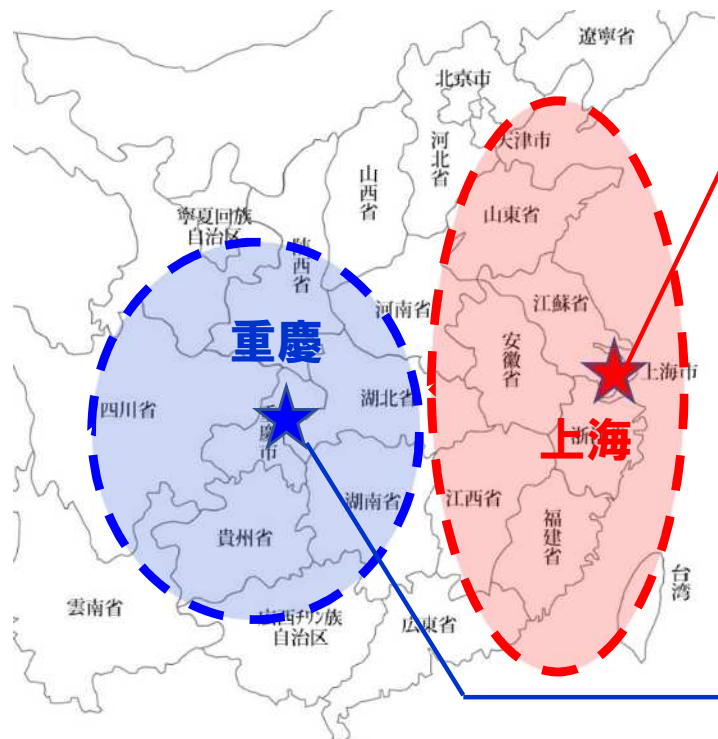 遼寧省
北京市
天津市
河北省
山西省
山東省
寧夏回族
自治区
陝西省
河南省
江蘇省
安徽省
重慶
上海市
四川省
湖北省
重慶市
浙
上海
湖南省
江西省
貴州省
福建省
台湾
雲南省
広西チワン族
自治区
広東省